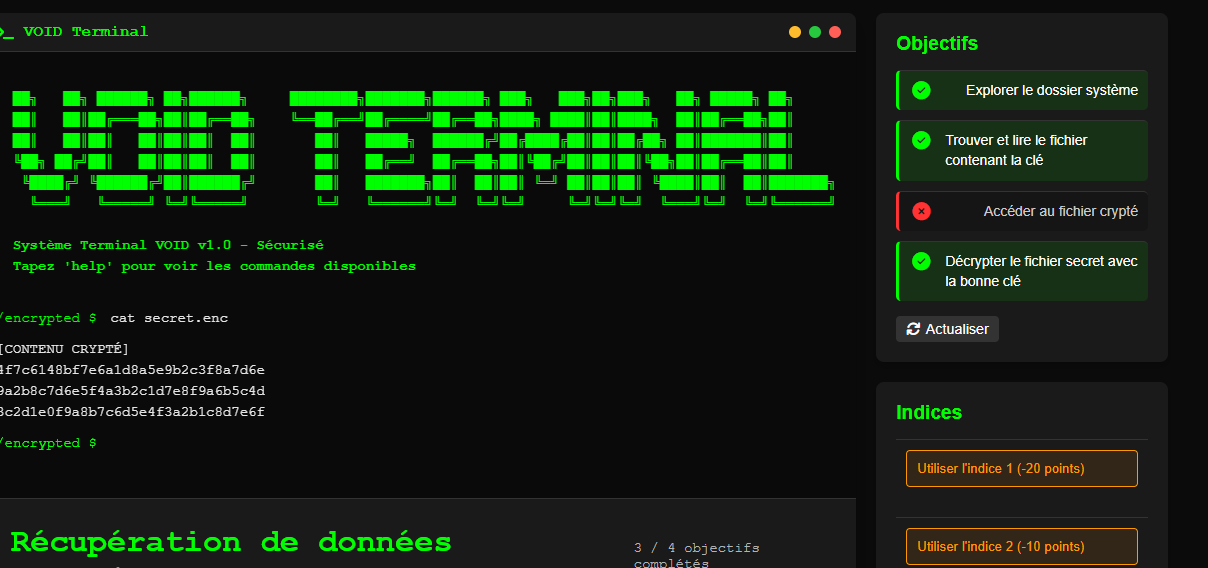 >_ VOID Terminal
VOID TERMINAL
Système Terminal VOID v1.0 - Sécurisé
Tapez 'help' pour voir les commandes disponibles
/encrypted $ cat secret.enc
[CONTENU CRYPTÉ]
4f7c6148bf7e6a1d8a5e9b2c3f8a7d6e
9a2b8c7d6e5f4a3b2c1d7e8f9a6b5c4d
3c2d1e0f9a8b7c6d5e4f3a2b1c8d7e6f
/encrypted $
Récupération de données
3 / 4 objectifs
complétés
Objectifs
Explorer le dossier système
Trouver et lire le fichier
contenant la clé
Accéder au fichier crypté
Décrypter le fichier secret avec
la bonne clé
Actualiser
Indices
Utiliser l'indice 1 (-20 points)
Utiliser l'indice 2 (-10 points)